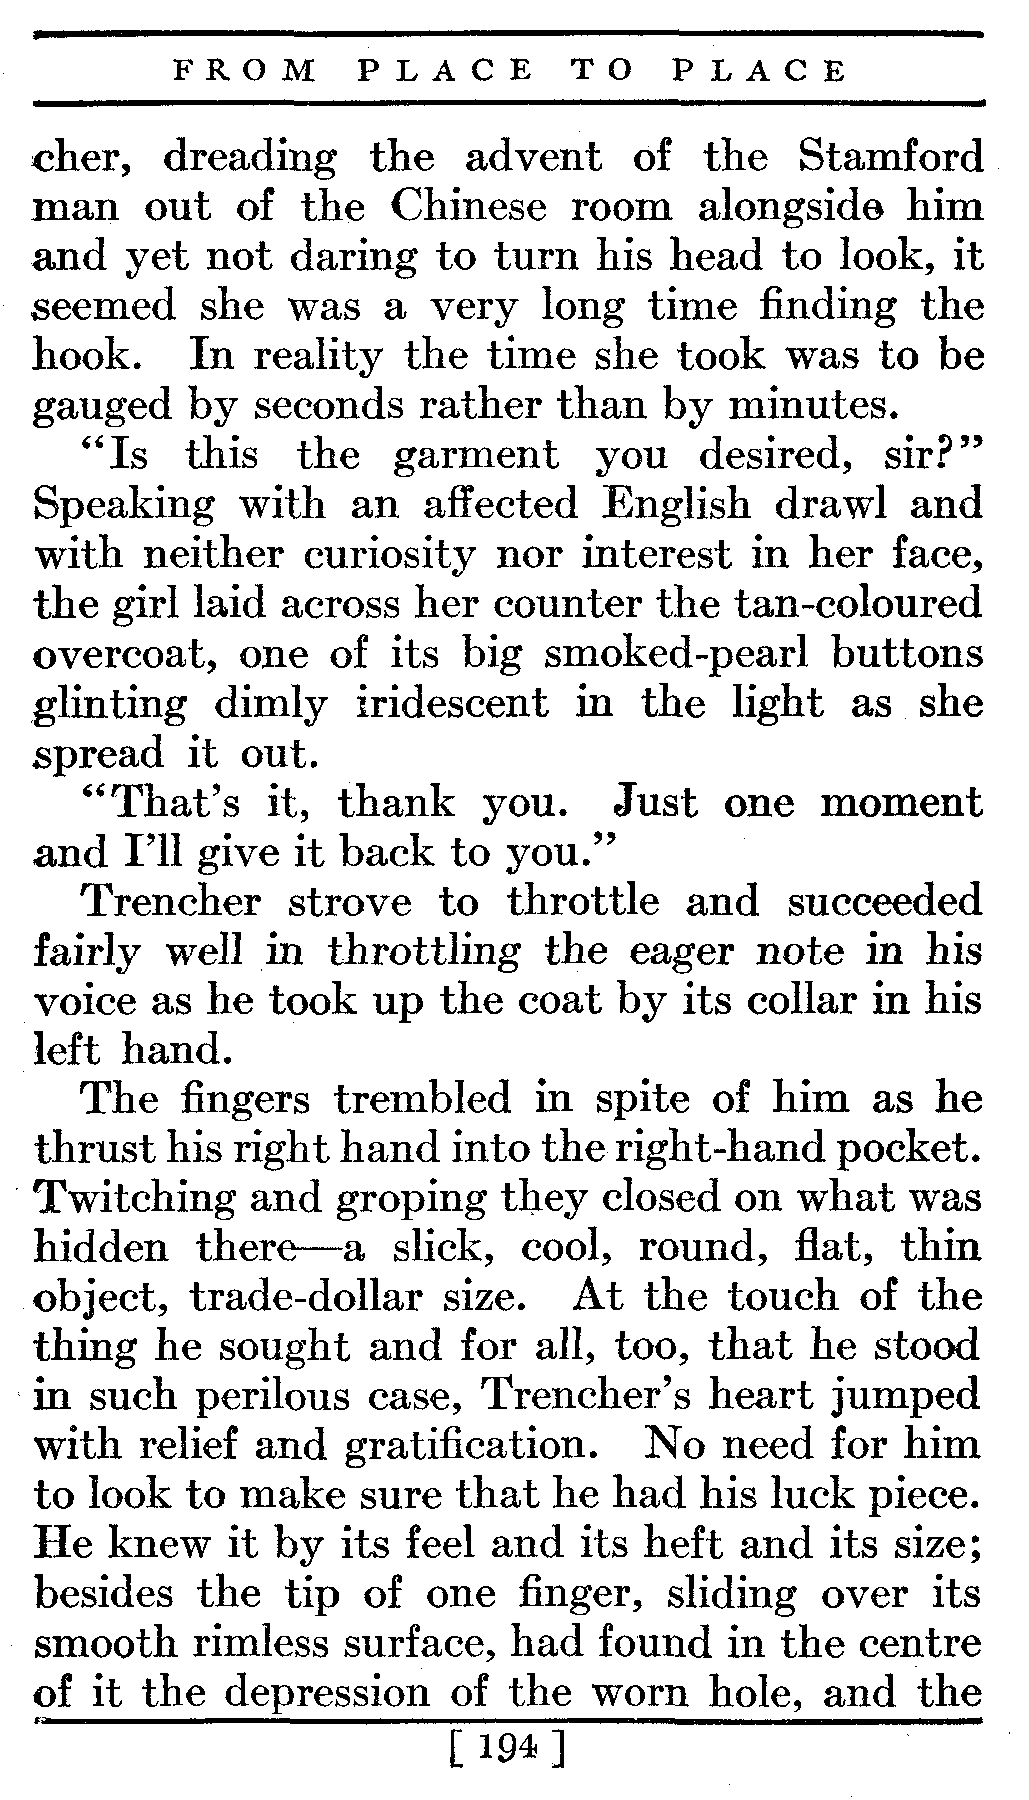 FROM PLACE TO PLACE
cher, dreading the advent of the Stamford
man out of the Chinese room alongside him
and yet not daring to turn his head to look, it
seemed she was a very long time finding the
hook. In reality the time she took was to be
gauged by seconds rather than by minutes.
“Is this the garment you desired, sir?”
Speaking with an affected English drawl and
with neither curiosity nor interest in her face,
the girl laid across her counter the tan-coloured
overcoat, one of its big smoked-pearl buttons
glinting dimly iridescent in the light as she
spread it out.
“That’s it, thank you. Just one moment
and I’ll give it back to you.”
Trencher strove to throttle and succeeded
fairly well in throttling the eager note in his
voice as he took up the coat by its collar in his
left hand.
The fingers trembled in spite of him as he
thrust his right hand into the right-hand pocket.
Twitching and groping they closed on what was
hidden there—a slick, cool, round, flat, thin
object, trade-dollar size. At the touch of the
thing he sought and for all, too, that he stood
in such perilous case, Trencher’s heart jumped
with relief and gratification. No need for him
to look to make sure that he had his luck piece.
He knew it by its feel and its heft and its size;
besides the tip of one finger, sliding over its
smooth rimless surface, had found in the centre
of it the depression of the worn hole, and the
[ 194 ]